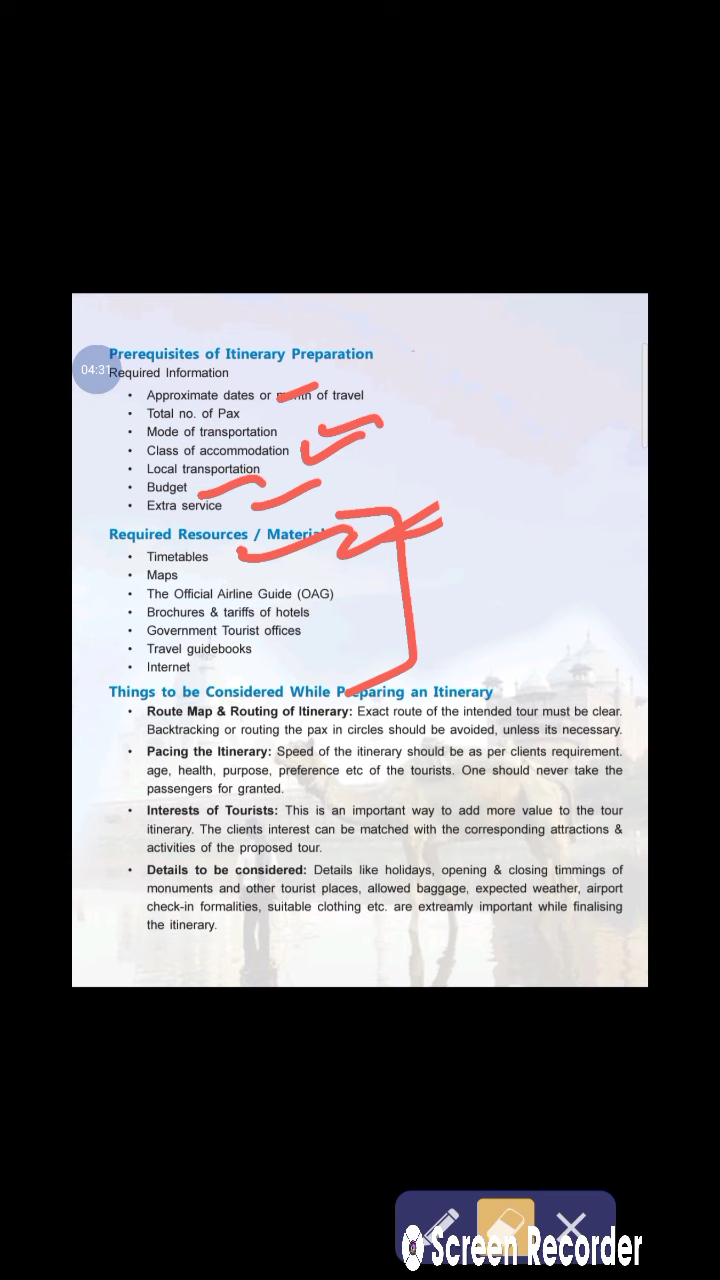 Prerequisites of Itinerary Preparation
04:31
Required Information
• Approximate dates or month of travel
• Total no. of Pax
• Mode of transportation
• Class of accommodation
• Local transportation
• Budget
• Extra service
Required Resources /
• Timetables
• Maps
• The Official Airline Guide (OAG)
• Brochures & tariffs of hotels
• Government Tourist offices
• Travel guidebooks
• Internet
Things to be Considered While Preparing an Itinerary
• Route Map & Routing of Itinerary: Exact route of the intended tour must be clear.
Backtracking or routing the pax in circles should be avoided, unless its necessary.
• Pacing the Itinerary: Speed of the itinerary should be as per clients requirement.
age, health, purpose, preference etc of the tourists. One should never take the
passengers for granted.
• Interests of Tourists: This is an important way to add more value to the tour
itinerary. The clients interest can be matched with the corresponding attractions &
activities of the proposed tour.
• Details to be considered: Details like holidays, opening & closing timmings of
monuments and other tourist places, allowed baggage, expected weather, airport
check-in formalities, suitable clothing etc. are extreamly important while finalising
the itinerary.
Screen Recorder